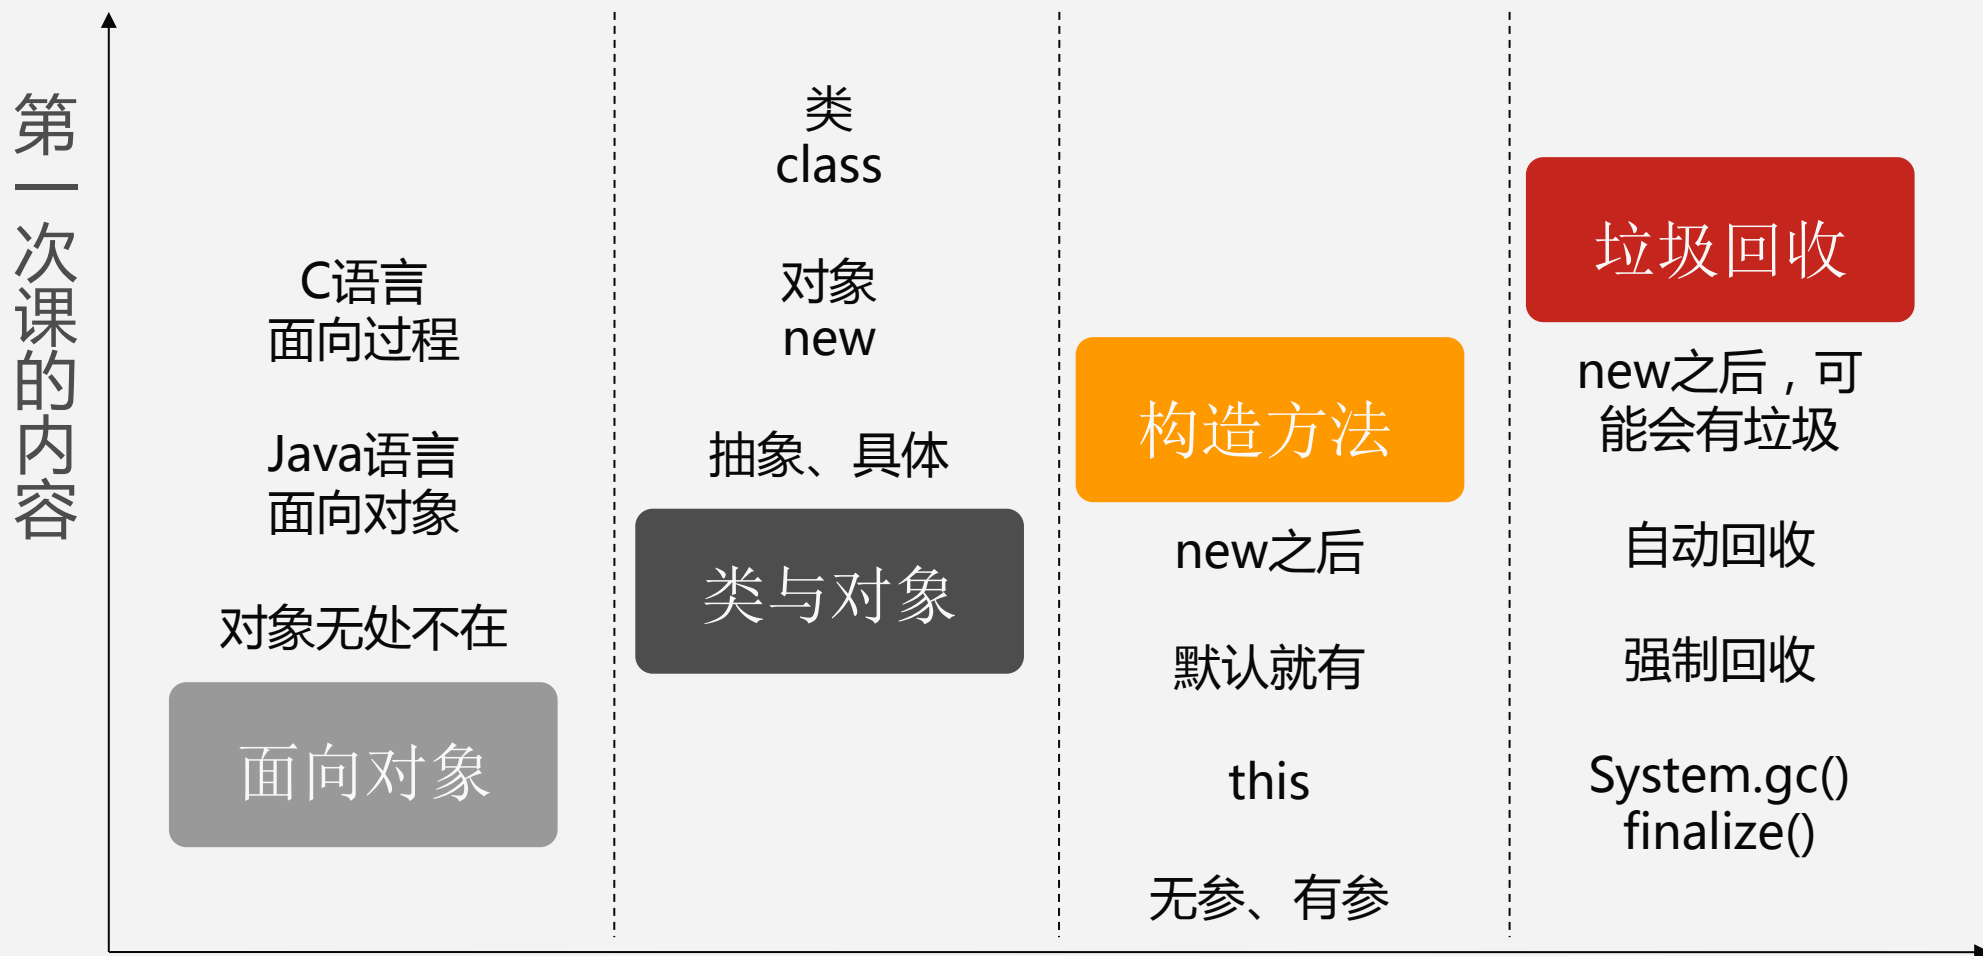 第一次课的内容
C语言
面向过程
Java语言
面向对象
对象无处不在
面向对象
类
class
对象
new
抽象、具体
类与对象
构造方法
new之后
默认就有
this
无参、有参
垃圾回收
new之后，可
能会有垃圾
自动回收
强制回收
System.gc()
finalize()